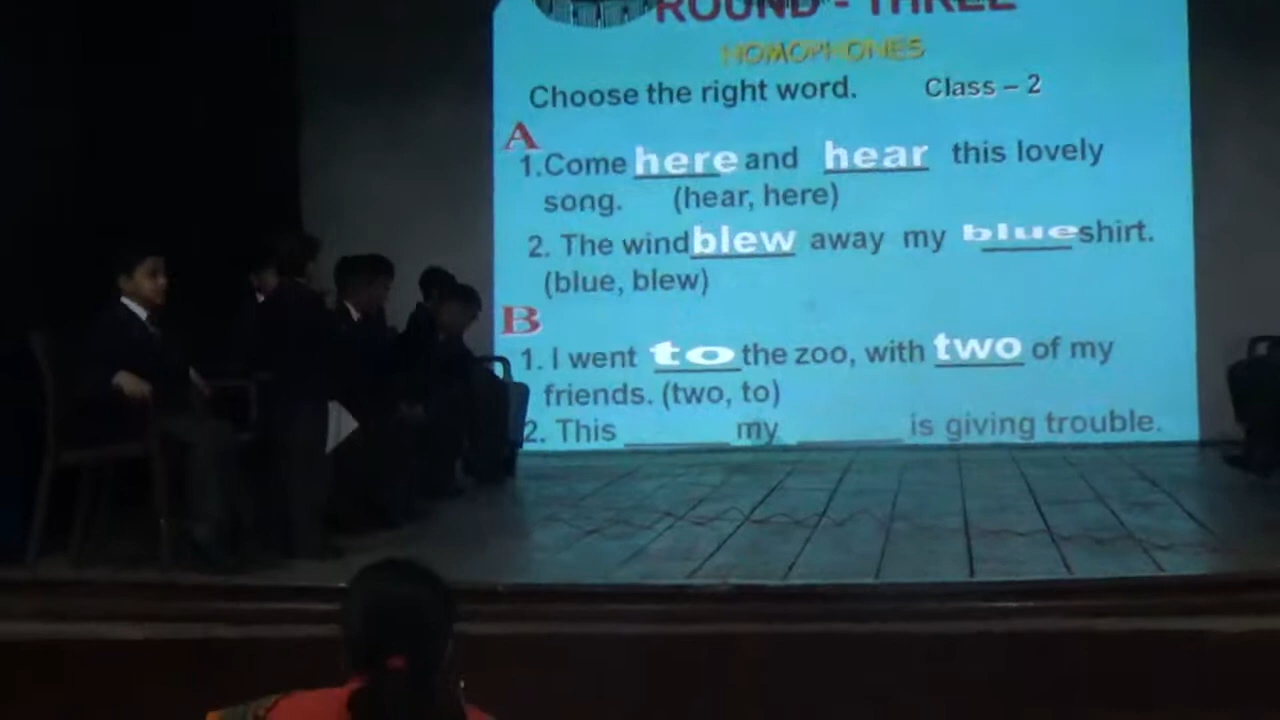 ROUND - THREE
HOMOPHONES
Choose the right word. Class – 2
A
1.Come here and hear this lovely
song. (hear, here)
2. The wind blew away my blue shirt.
(blue, blew)
B
1. I went to the zoo, with two of my
friends. (two, to)
2. This ______ my ______ is giving trouble.